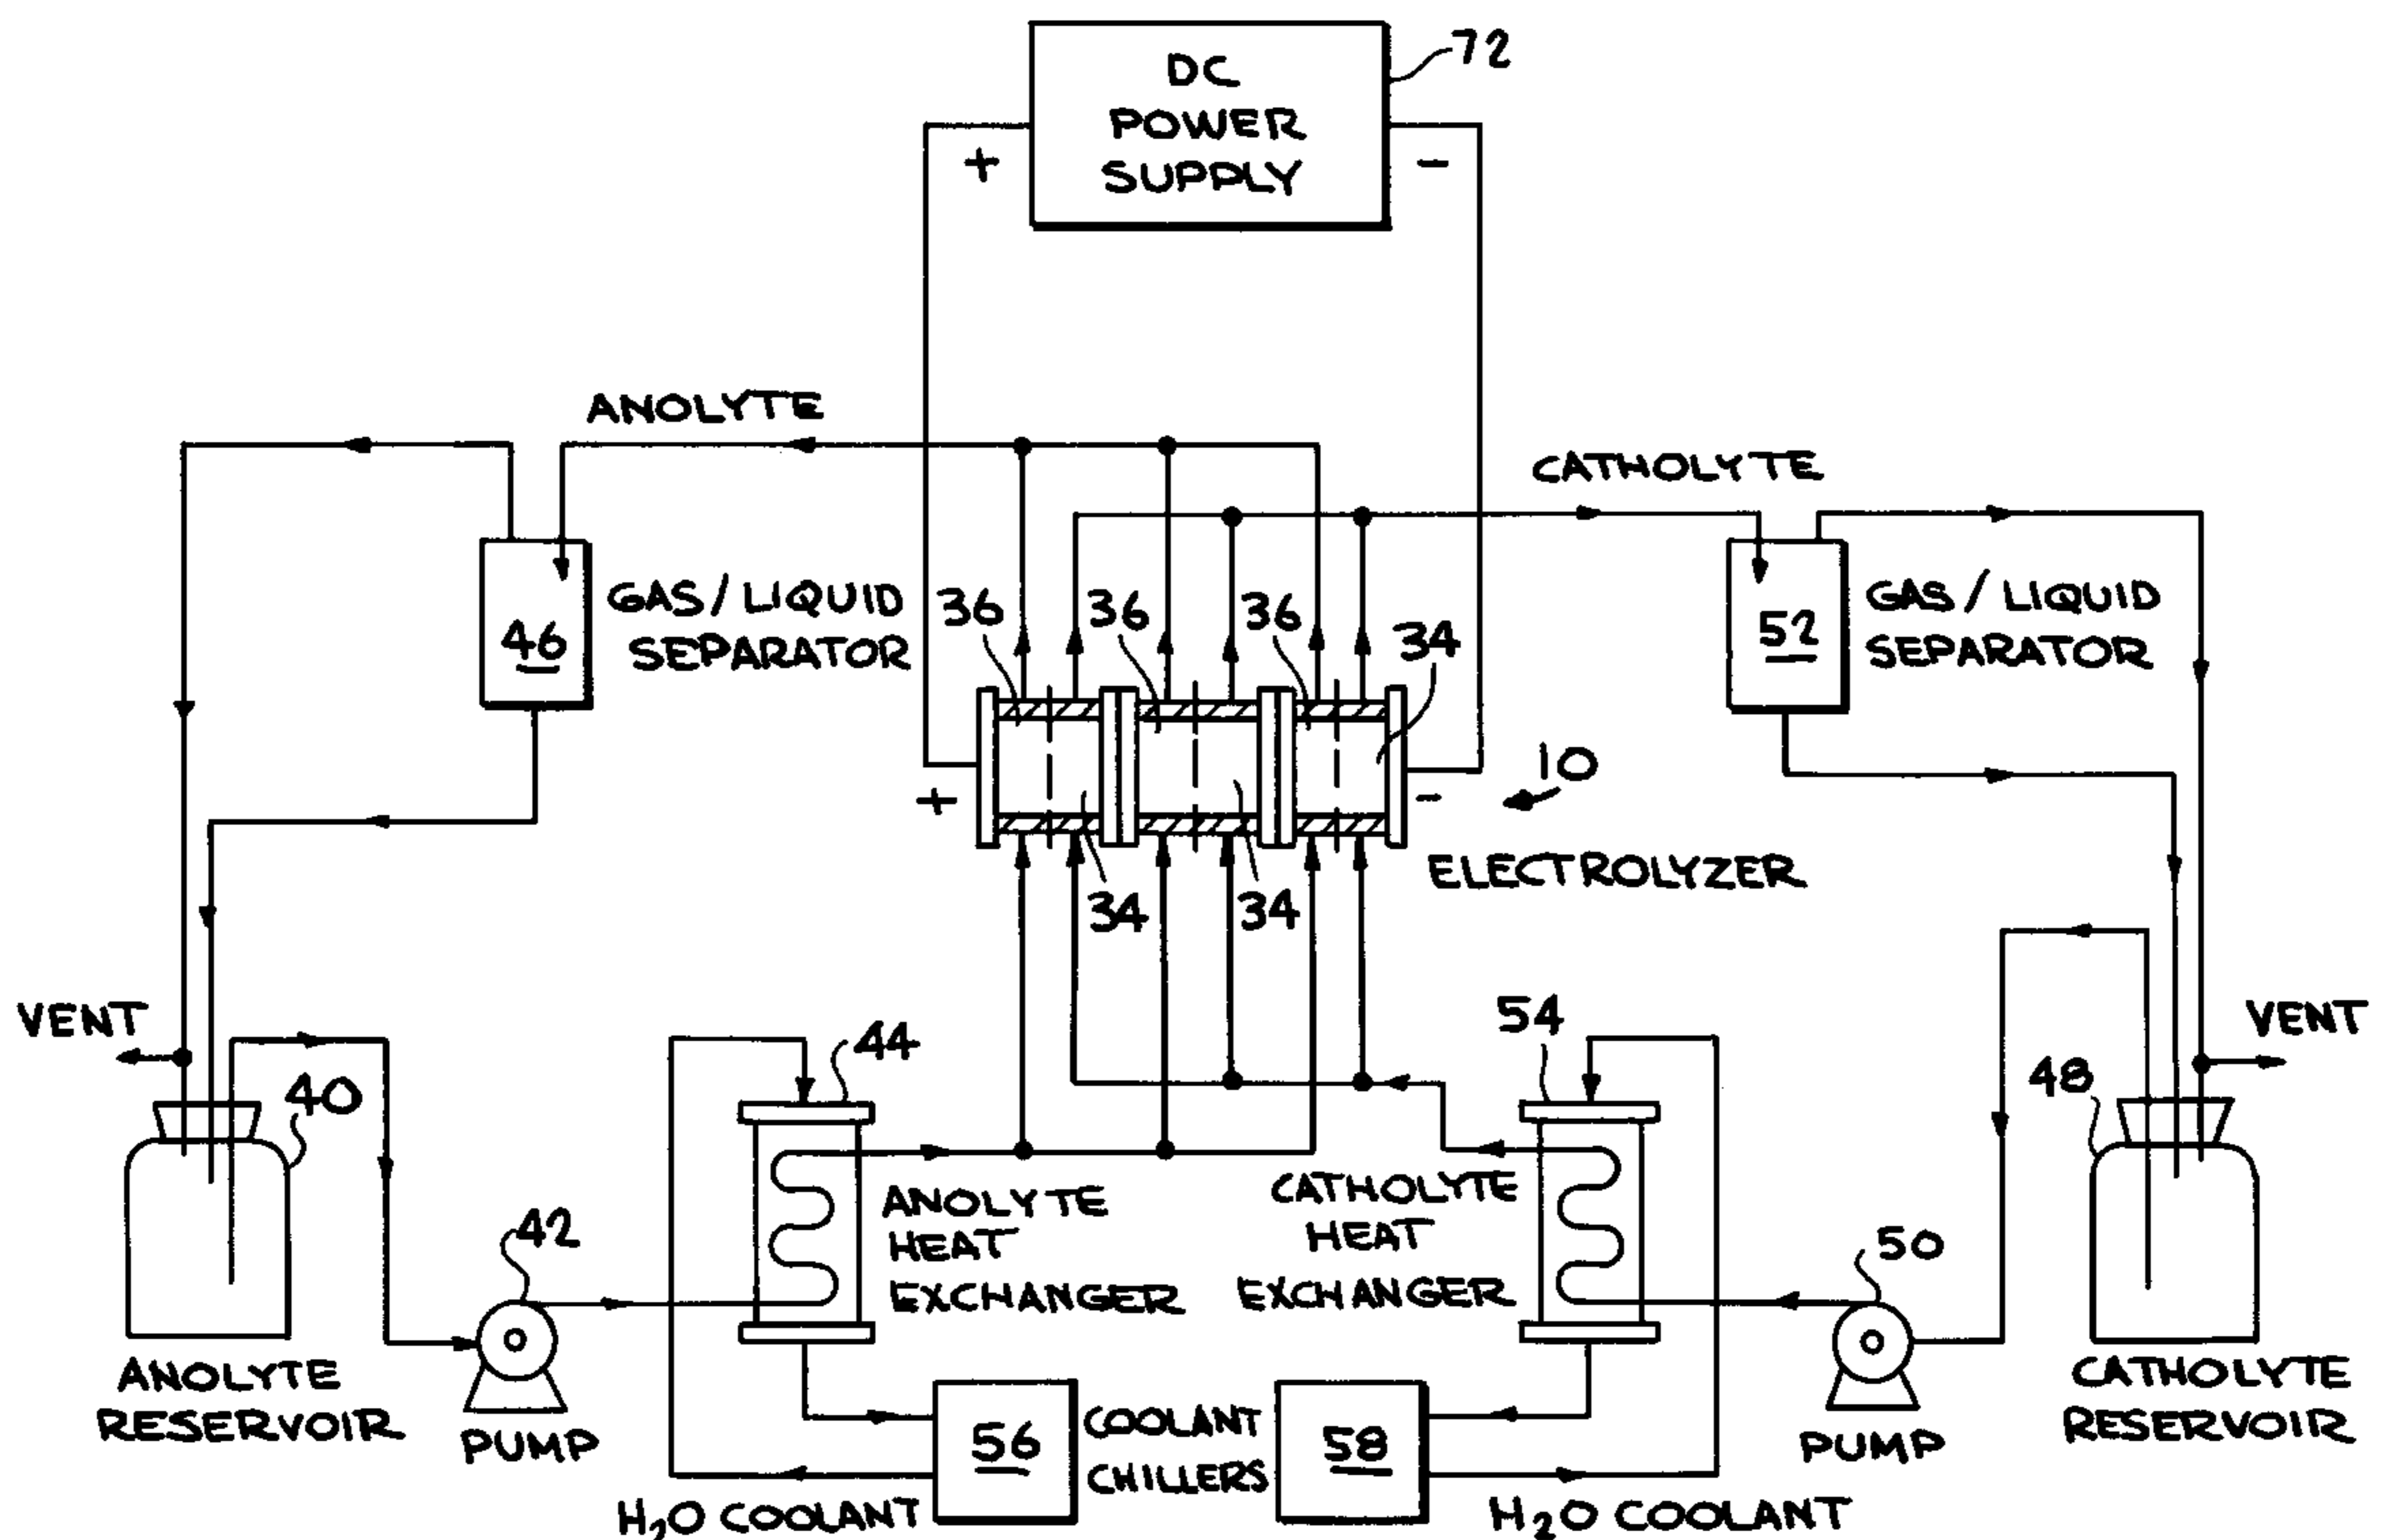 DC
POWER
SUPPLY
72
+
-
ANOLYTE
CATHOLYTE
46
GAS/LIQUID
SEPARATOR
36
36
36
34
52
GAS/LIQUID
SEPARATOR
+
-
10
ELECTROLYZER
34
34
VENT
40
44
54
48
VENT
42
ANOLYTE
HEAT
EXCHANGER
CATHOLYTE
HEAT
EXCHANGER
50
ANOLYTE
RESERVOIR
PUMP
56
COOLANT
CHILLERS
58
PUMP
CATHOLYTE
RESERVOIR
H2O COOLANT
H2O COOLANT